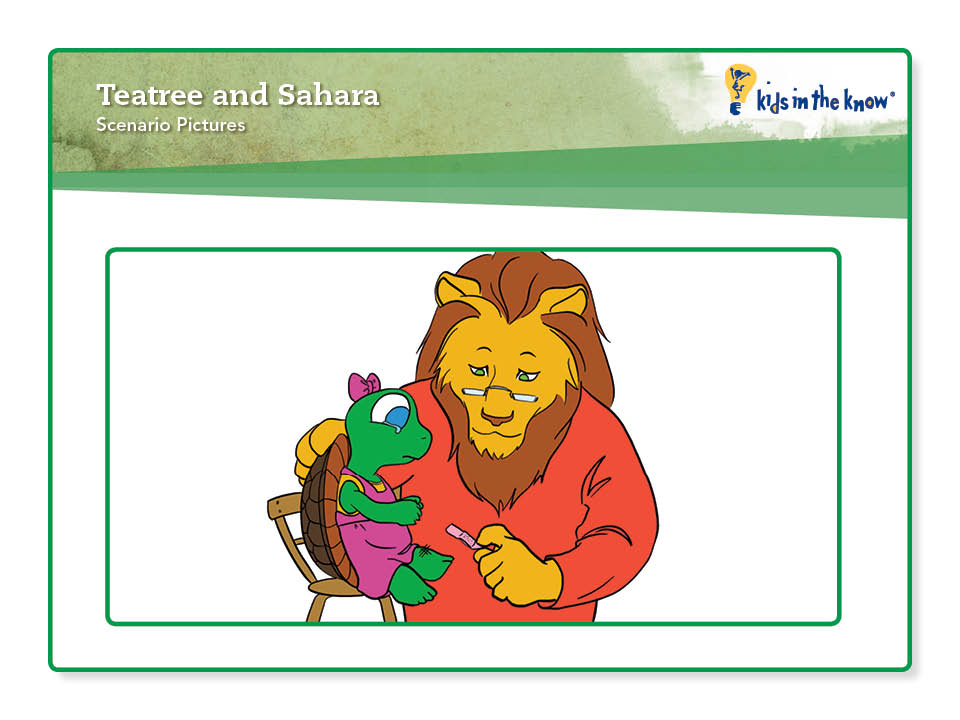 Teatree and Sahara
Scenario Pictures
kids in the know®